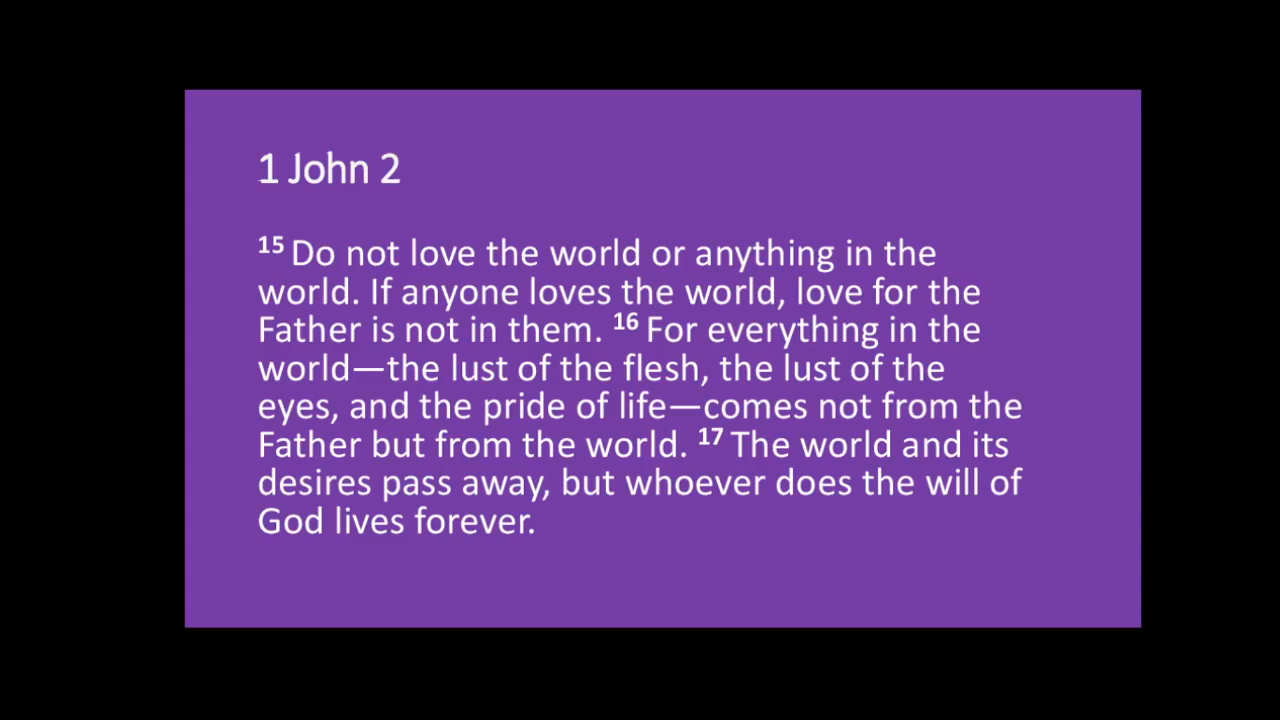 1 John 2
15 Do not love the world or anything in the
world. If anyone loves the world, love for the
Father is not in them. 16 For everything in the
world—the lust of the flesh, the lust of the
eyes, and the pride of life—comes not from the
Father but from the world. 17 The world and its
desires pass away, but whoever does the will of
God lives forever.